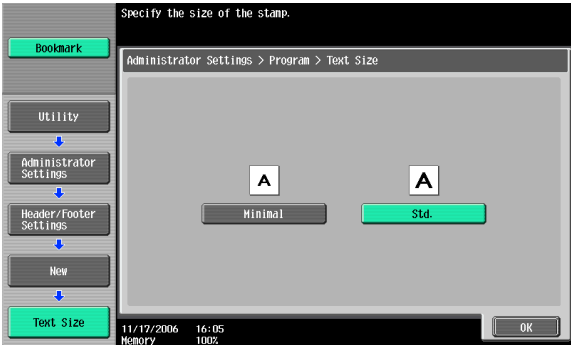 Specify the size of the stamp.
Bookmark
Administrator Settings > Program > Text Size
Utility
Administrator
Settings
Header/Footer
Settings
New
Text Size
A
A
Minimal
Std.
11/17/2006 16:05
Memory 100%
OK